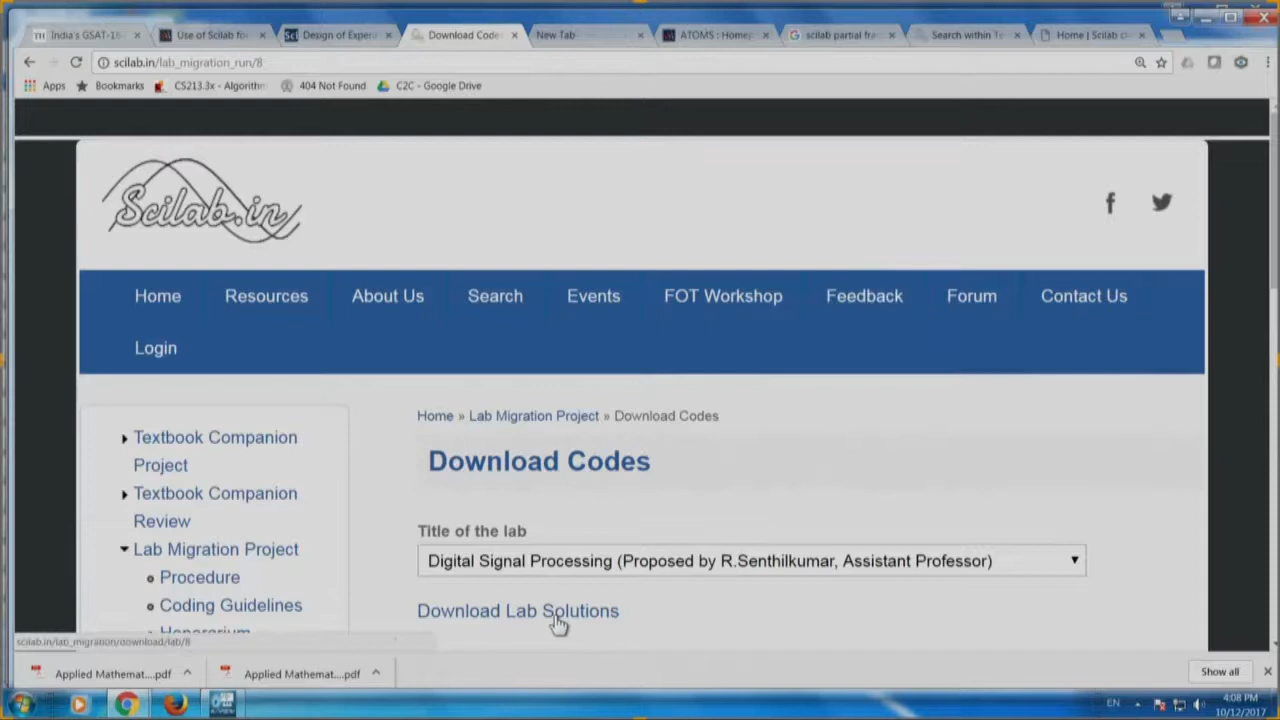 India's GSAT-16
Use of Scilab for
Design of Experi
Download Codes
New Tab
ATOMS : Home
scilab partial fra
Search within Te
Home | Scilab
scilab.in/lab_migration_run/8
Apps
Bookmarks
CS213.3x - Algorith
404 Not Found
C2C - Google Drive
Scilab.in
Home
Resources
About Us
Search
Events
FOT Workshop
Feedback
Forum
Contact Us
Login
Textbook Companion
Project
Textbook Companion
Review
Lab Migration Project
Procedure
Coding Guidelines
Honorarium
Home » Lab Migration Project » Download Codes
Download Codes
Title of the lab
Digital Signal Processing (Proposed by R.Senthilkumar, Assistant Professor)
Download Lab Solutions
scilab.in/lab_migration/download/lab/8
Applied Mathemat....pdf
Applied Mathemat....pdf
Show all
EN
4:08 PM
10/12/2017